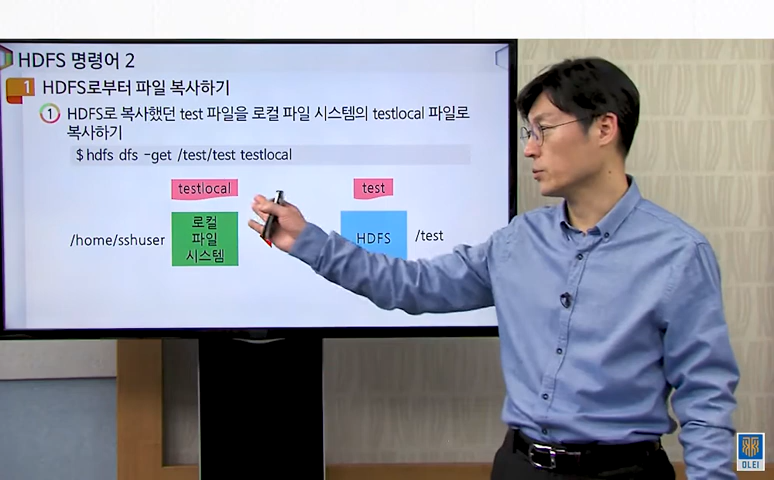 HDFS 명령어 2
1 HDFS로부터 파일 복사하기
1 HDFS로 복사했던 test 파일을 로컬 파일 시스템의 testlocal 파일로
복사하기
$ hdfs dfs -get /test/test testlocal
testlocal
test
/home/sshuser
로컬
파일
시스템
HDFS
/test
OLEI